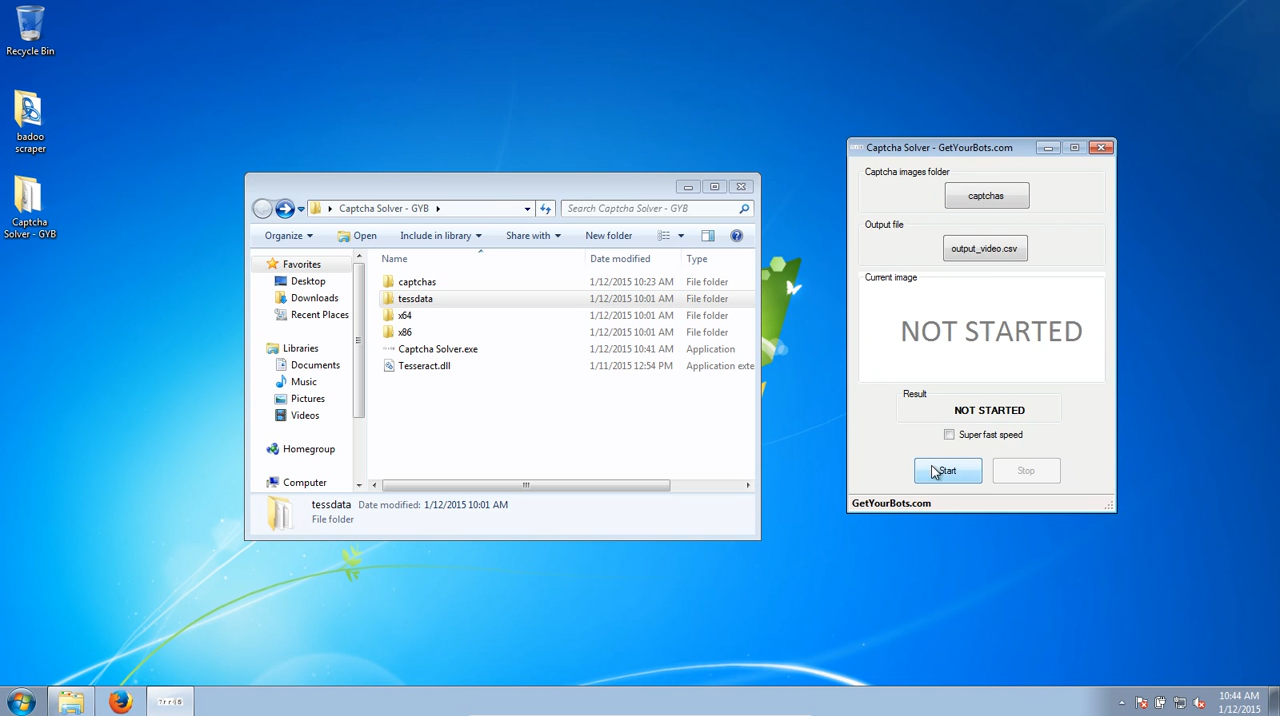 Recycle Bin
badoo
scraper
Captcha
Solver - GYB
Captcha Solver - GYB
Search Captcha Solver - GYB
Organize
Open
Include in library
Share with
New folder
Name
Date modified
Type
Favorites
Desktop
Downloads
Recent Places
Libraries
Documents
Music
Pictures
Videos
Homegroup
Computer
captchas 1/12/2015 10:23 AM File folder
tessdata 1/12/2015 10:01 AM File folder
x64 1/12/2015 10:01 AM File folder
x86 1/12/2015 10:01 AM File folder
Captcha Solver.exe 1/12/2015 10:41 AM Application
Tesseract.dll 1/11/2015 12:54 PM Application exte
tessdata Date modified: 1/12/2015 10:01 AM
File folder
Captcha Solver - GetYourBots.com
Captcha images folder
captchas
Output file
output_video.csv
Current image
NOT STARTED
Result
NOT STARTED
Super fast speed
Start
Stop
GetYourBots.com
10:44 AM
1/12/2015